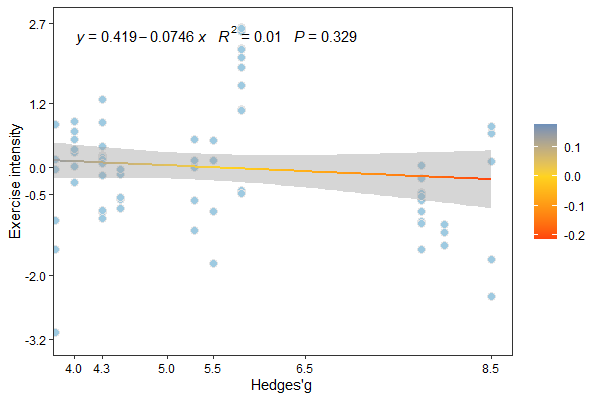 y = 0.419 − 0.0746 x   R²= 0.01   P = 0.329
2.7
1.2
0.0
-0.5
-2.0
-3.2
Exercise intensity
4.0 4.3 5.0 5.5 6.5 8.5
Hedges'g
0.1
0.0
-0.1
-0.2